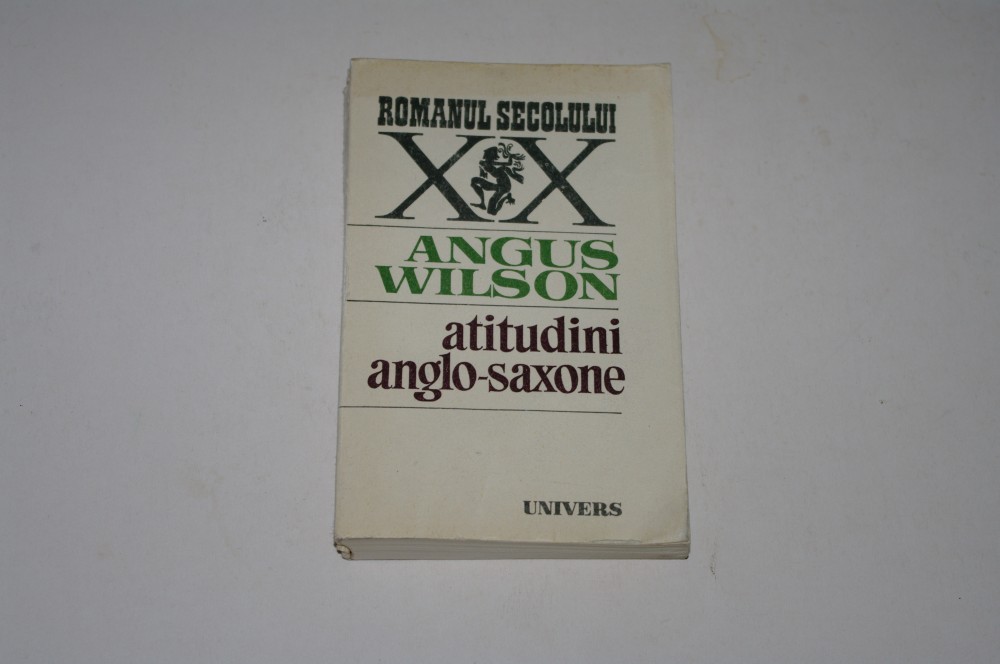 ROMANUL SECOLULUI
XX
ANGUS
WILSON
atitudini
anglo-saxone
UNIVERS